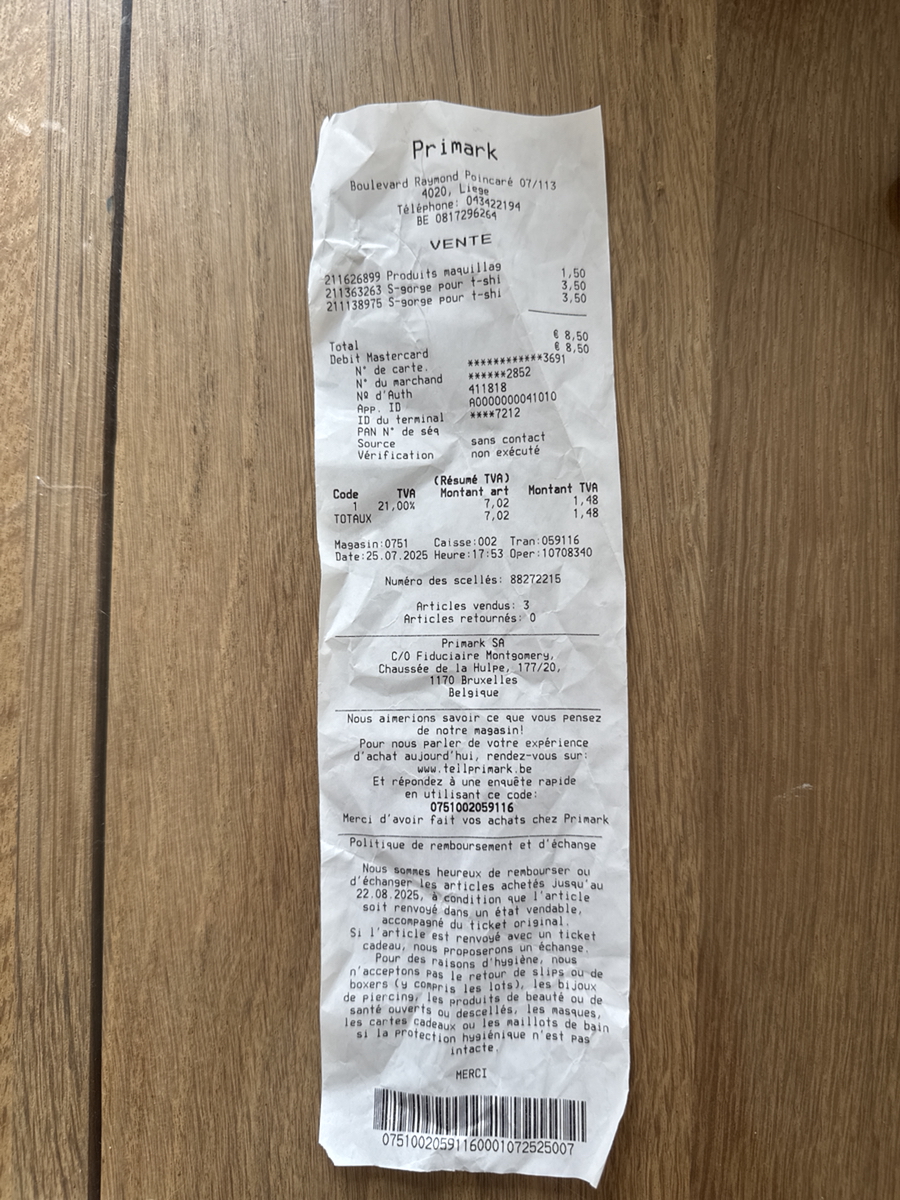 Primark
Boulevard Raymond Poincaré 07/113
4020, Liege
Téléphone: 043422194
BE 0817296264
VENTE
211626899 Produits maquillag 1,50
211363263 S-gorge pour t-shi 3,50
211138975 S-gorge pour t-shi 3,50
Total € 8,50
Debit Mastercard € 8,50
N° de carte. ************3691
N° du marchand ******2852
Nº d'Auth 411818
App. ID A0000000041010
ID du terminal ****7212
PAN N° de séq
Source sans contact
Vérification non exécuté
(Résumé TVA)
Code TVA Montant art Montant TVA
1 21,00% 7,02 1,48
TOTAUX 7,02 1,48
Magasin:0751 Caisse:002 Tran:059116
Date:25.07.2025 Heure:17:53 Oper:10708340
Numéro des scellés: 88272215
Articles vendus: 3
Articles retournés: 0
Primark SA
C/O Fiduciaire Montgomery,
Chaussée de la Hulpe, 177/20,
1170 Bruxelles
Belgique
Nous aimerions savoir ce que vous pensez
de notre magasin!
Pour nous parler de votre expérience
d'achat aujourd'hui, rendez-vous sur:
www.tellprimark.be
Et répondez à une enquête rapide
en utilisant ce code:
0751002059116
Merci d'avoir fait vos achats chez Primark
Politique de remboursement et d'échange
Nous sommes heureux de rembourser ou
d'échanger les articles achetés jusqu'au
22.08.2025, à condition que l'article
soit renvoyé dans un état vendable,
accompagné du ticket original.
Si l'article est renvoyé avec un ticket
cadeau, nous proposerons un échange.
Pour des raisons d'hygiène, nous
n'acceptons pas le retour de slips ou de
boxers (y compris les lots), les bijoux
de piercing, les produits de beauté ou de
santé ouverts ou descellés, les masques,
les cartes cadeaux ou les maillots de bain
si la protection hygiénique n'est pas
intacte.
MERCI
07510020591160001072525007